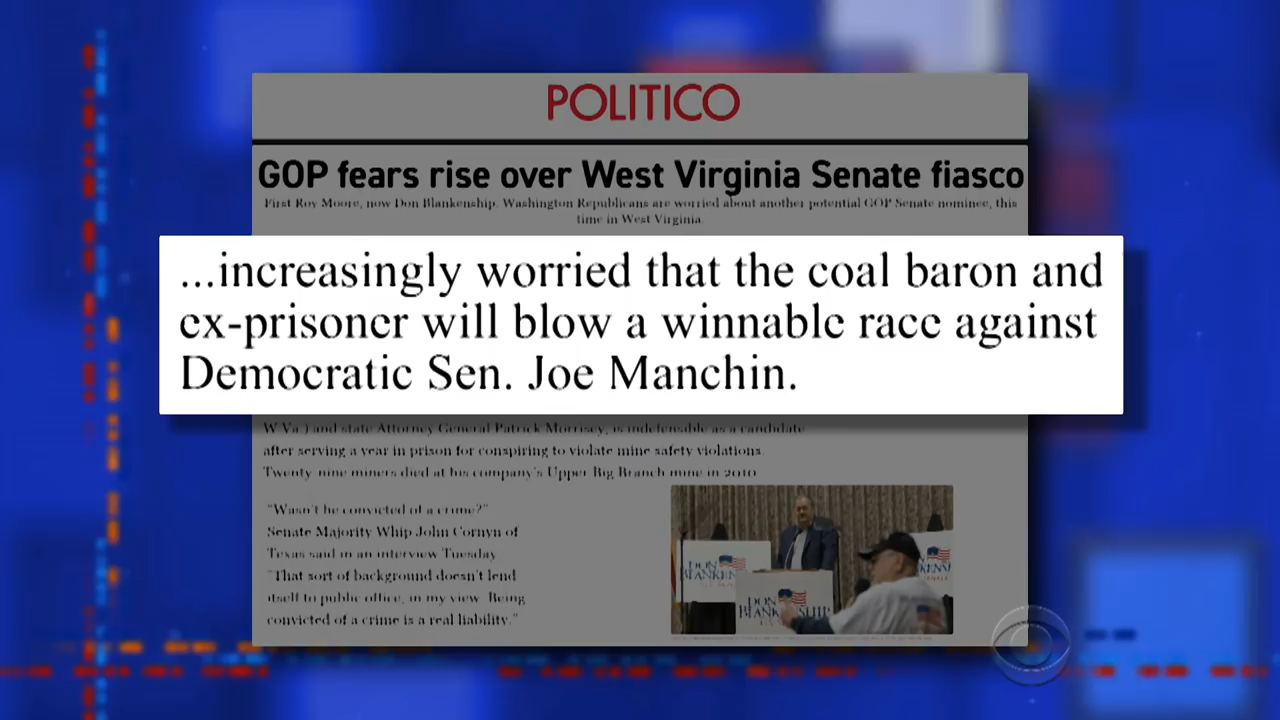 POLITICO
GOP fears rise over West Virginia Senate fiasco
First Roy Moore, now Don Blankenship. Washington Republicans are worried about another potential GOP Senate nominee, this
time in West Virginia.
...increasingly worried that the coal baron and
ex-prisoner will blow a winnable race against
Democratic Sen. Joe Manchin.
W.Va.) and state Attorney General Patrick Morrisey, is indefensible as a candidate
after serving a year in prison for conspiring to violate mine safety violations.
Twenty-nine miners died at his company's Upper Big Branch mine in 2010
"Wasn't he convicted of a crime?"
Senate Majority Whip John Cornyn of
Texas said in an interview Tuesday
"That sort of background doesn't lend
itself to public office, in my view. Being
convicted of a crime is a real liability."
DON
BLANKENSHIP
DON
BLANKENSHIP